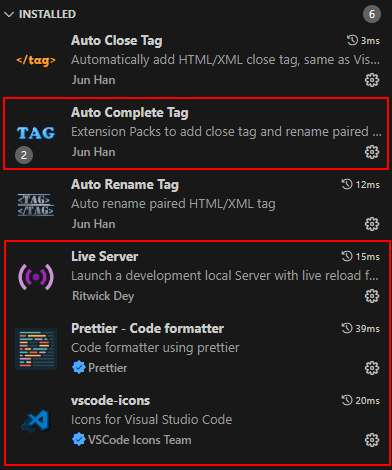 INSTALLED 6
Auto Close Tag 3ms
</tag> Automatically add HTML/XML close tag, same as Vis...
Jun Han
Auto Complete Tag
TAG Extension Packs to add close tag and rename paired ...
2 Jun Han
Auto Rename Tag 12ms
<TAG>
</TAG> Auto rename paired HTML/XML tag
Jun Han
Live Server 15ms
Launch a development local Server with live reload f...
Ritwick Dey
Prettier - Code formatter 39ms
Code formatter using prettier
Prettier
vscode-icons 20ms
Icons for Visual Studio Code
VSCode Icons Team